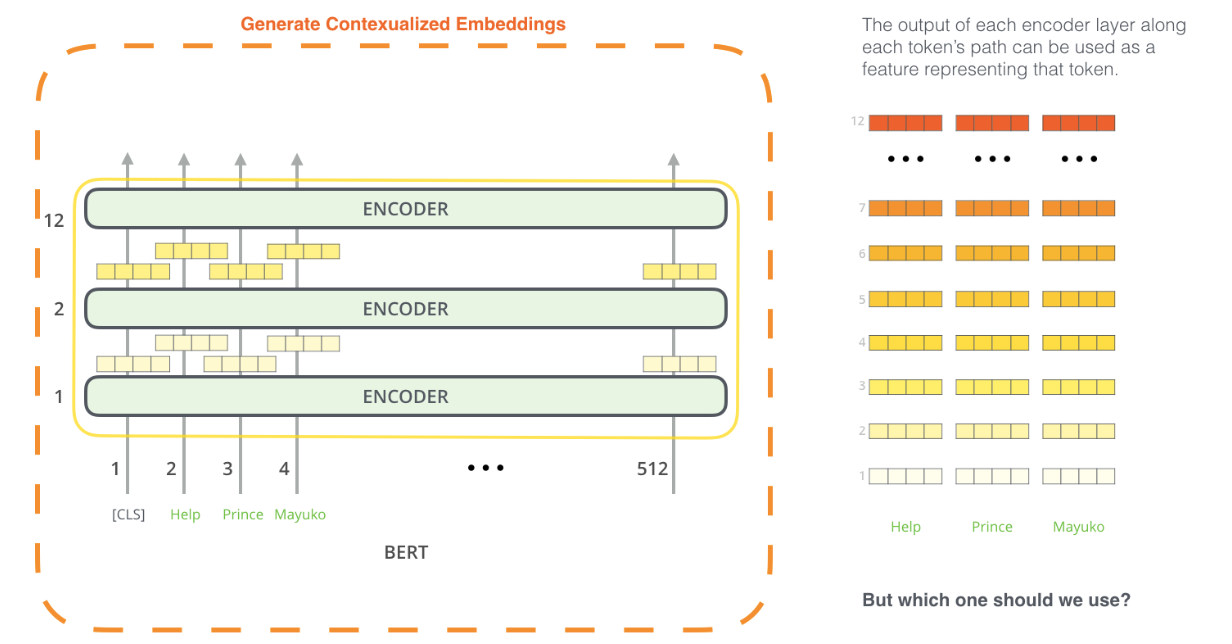 Generate Contexualized Embeddings
12
ENCODER
2
ENCODER
1
ENCODER
1 2 3 4 ••• 512
[CLS] Help Prince Mayuko
BERT
The output of each encoder layer along
each token's path can be used as a
feature representing that token.
12
•••  •••  •••
7
6
5
4
3
2
1
Help Prince Mayuko
But which one should we use?